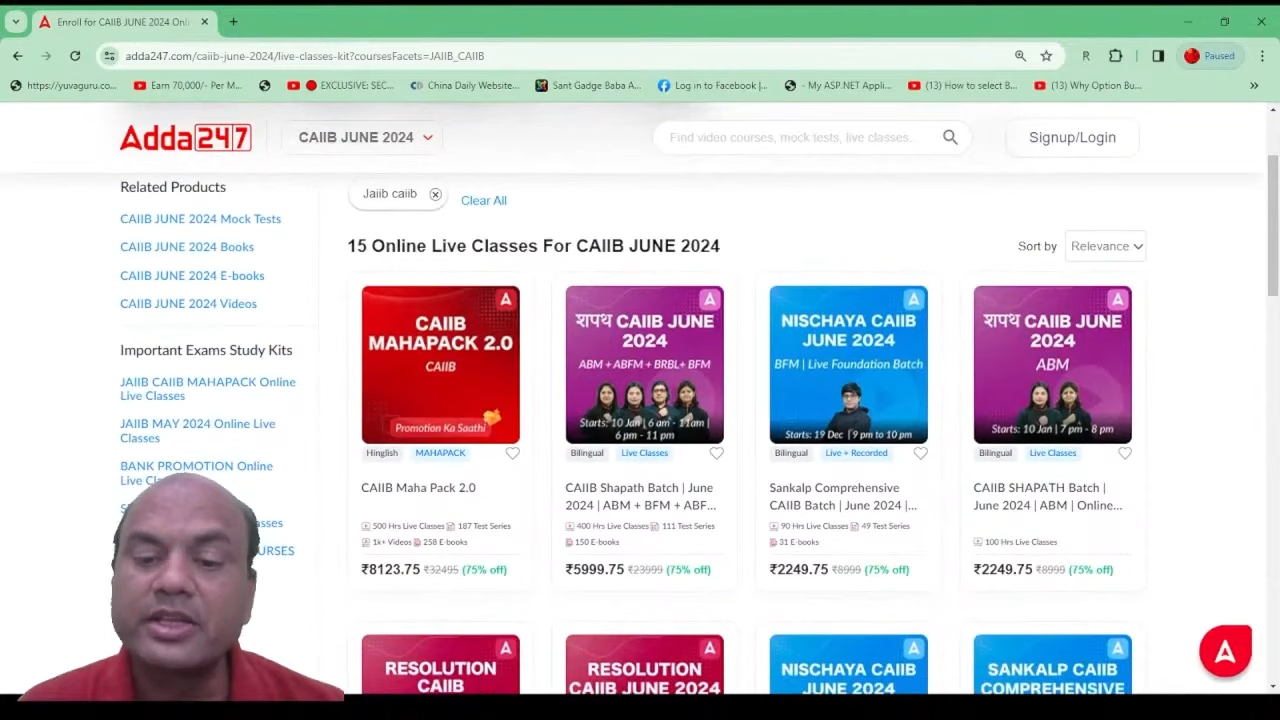 Enroll for CAIIB JUNE 2024 Onli
adda247.com/caiib-june-2024/live-classes-kit?coursesFacets=JAIIB_CAIIB
R
Paused
https://yuvaguru.co...
Earn 70,000/- Per M...
EXCLUSIVE: SEC...
China Daily Website...
Sant Gadge Baba A...
Log in to Facebook |...
- My ASP.NET Appli...
(13) How to select B...
(13) Why Option Bu...
Adda247
CAIIB JUNE 2024
Find video courses, mock tests, live classes..
Signup/Login
Related Products
CAIIB JUNE 2024 Mock Tests
CAIIB JUNE 2024 Books
CAIIB JUNE 2024 E-books
CAIIB JUNE 2024 Videos
Important Exams Study Kits
JAIIB CAIIB MAHAPACK Online
Live Classes
JAIIB MAY 2024 Online Live
Classes
BANK PROMOTION Online
Live
Jaiib caiib
Clear All
15 Online Live Classes For CAIIB JUNE 2024
Sort by
Relevance
CAIIB
MAHAPACK 2.0
CAIIB
Promotion Ka Saathi
Hinglish
MAHAPACK
CAIIB Maha Pack 2.0
500 Hrs Live Classes
187 Test Series
1k+ Videos
258 E-books
₹8123.75 ₹32495 (75% off)
शपथ CAIIB JUNE
2024
ABM + ABFM + BRBL+ BFM
Starts: 10 Jan | 6 am - 11am |
6 pm - 11 pm
Bilingual
Live Classes
CAIIB Shapath Batch | June
2024 | ABM + BFM + ABF...
400 Hrs Live Classes
111 Test Series
150 E-books
₹5999.75 ₹23999 (75% off)
NISCHAYA CAIIB
JUNE 2024
BFM | Live Foundation Batch
Starts: 19 Dec | 9 pm to 10 pm
Bilingual
Live + Recorded
Sankalp Comprehensive
CAIIB Batch | June 2024 |...
90 Hrs Live Classes
49 Test Series
31 E-books
₹2249.75 ₹8999 (75% off)
शपथ CAIIB JUNE
2024
ABM
Starts: 10 Jan | 7 pm - 8 pm
Bilingual
Live Classes
CAIIB SHAPATH Batch |
June 2024 | ABM | Online...
100 Hrs Live Classes
₹2249.75 ₹8999 (75% off)
RESOLUTION
CAIIB
RESOLUTION
CAIIB JUNE 2024
NISCHAYA CAIIB
JUNE 2024
SANKALP CAIIB
COMPREHENSIVE